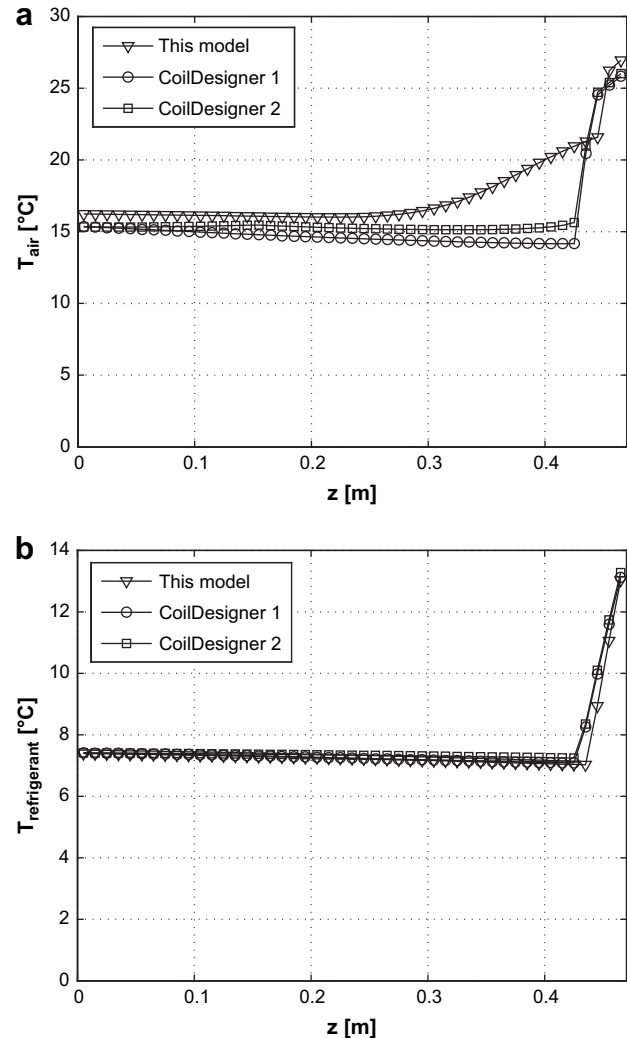 a
30
25
20
15
10
5
0
T_air [°C]
This model
CoilDesigner 1
CoilDesigner 2
0 0.1 0.2 0.3 0.4
z [m]
b
14
12
10
8
6
4
2
0
T_refrigerant [°C]
This model
CoilDesigner 1
CoilDesigner 2
0 0.1 0.2 0.3 0.4
z [m]